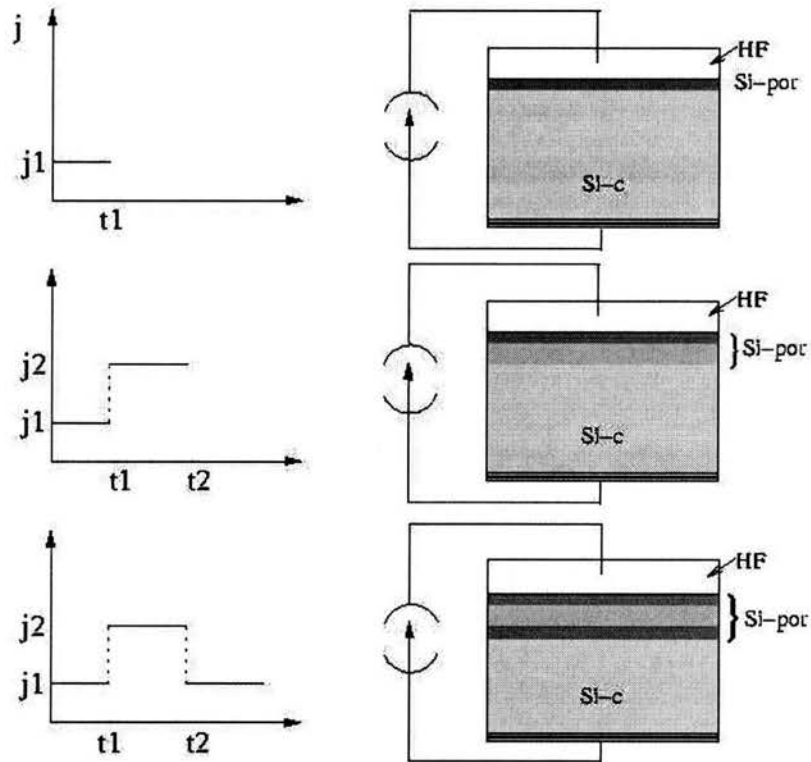 j
j1
t1
HF
Si-por
Si-c
j2
j1
t1 t2
HF
Si-por
Si-c
j2
j1
t1 t2
HF
Si-por
Si-c